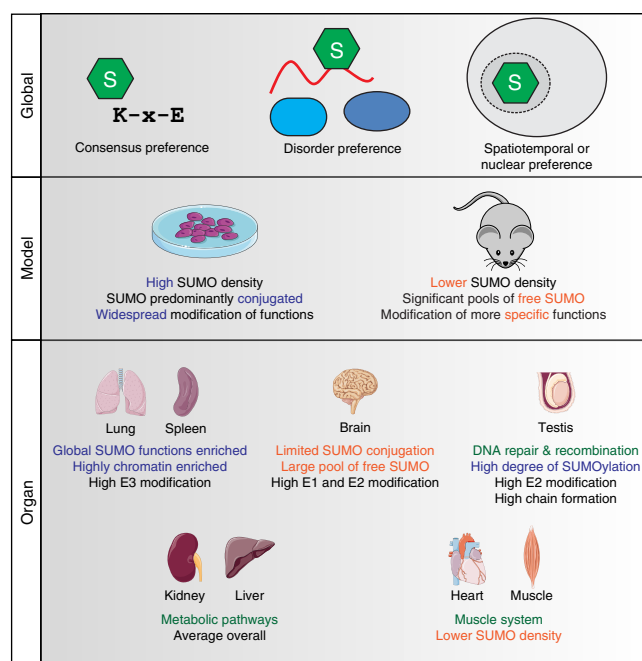 Global
S
K-x-E
Consensus preference
S
Disorder preference
S
Spatiotemporal or
nuclear preference
Model
High SUMO density
SUMO predominantly conjugated
Widespread modification of functions
Lower SUMO density
Significant pools of free SUMO
Modification of more specific functions
Organ
Lung
Spleen
Global SUMO functions enriched
Highly chromatin enriched
High E3 modification
Brain
Limited SUMO conjugation
Large pool of free SUMO
High E1 and E2 modification
Testis
DNA repair & recombination
High degree of SUMOylation
High E2 modification
High chain formation
Kidney
Liver
Metabolic pathways
Average overall
Heart
Muscle
Muscle system
Lower SUMO density